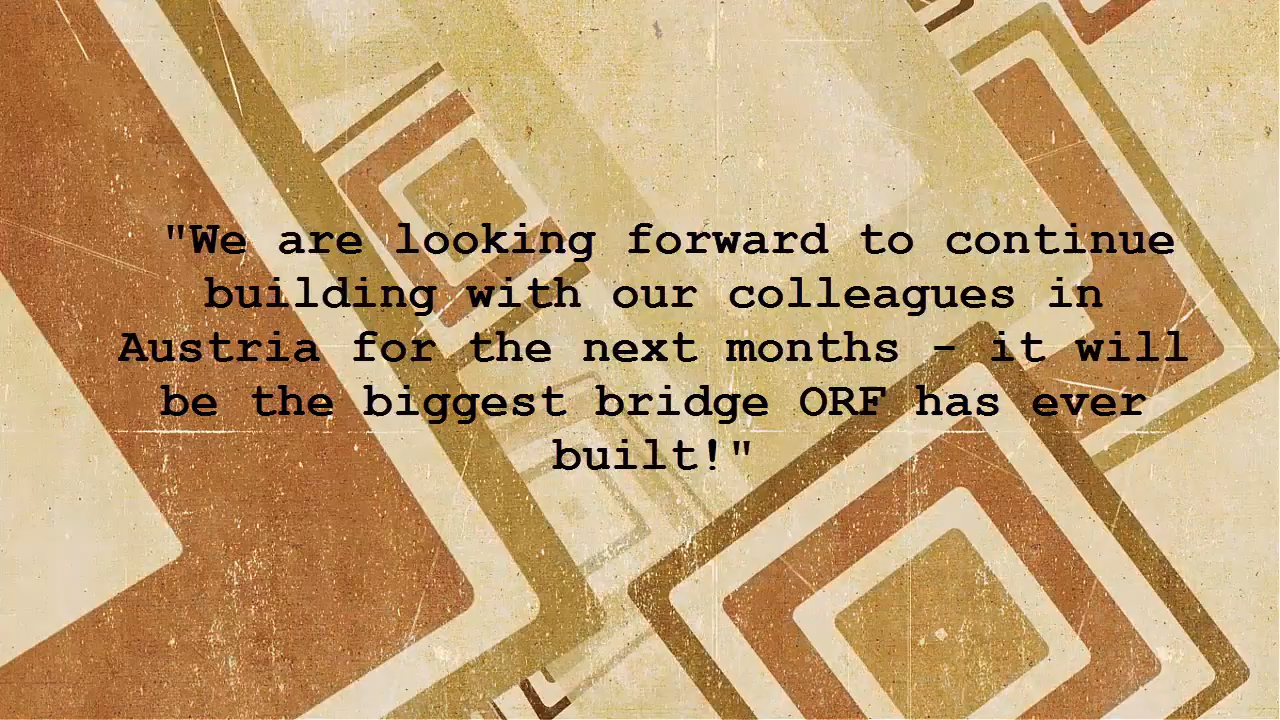 "We are looking forward to continue
building with our colleagues in
Austria for the next months - it will
be the biggest bridge ORF has ever
built!"